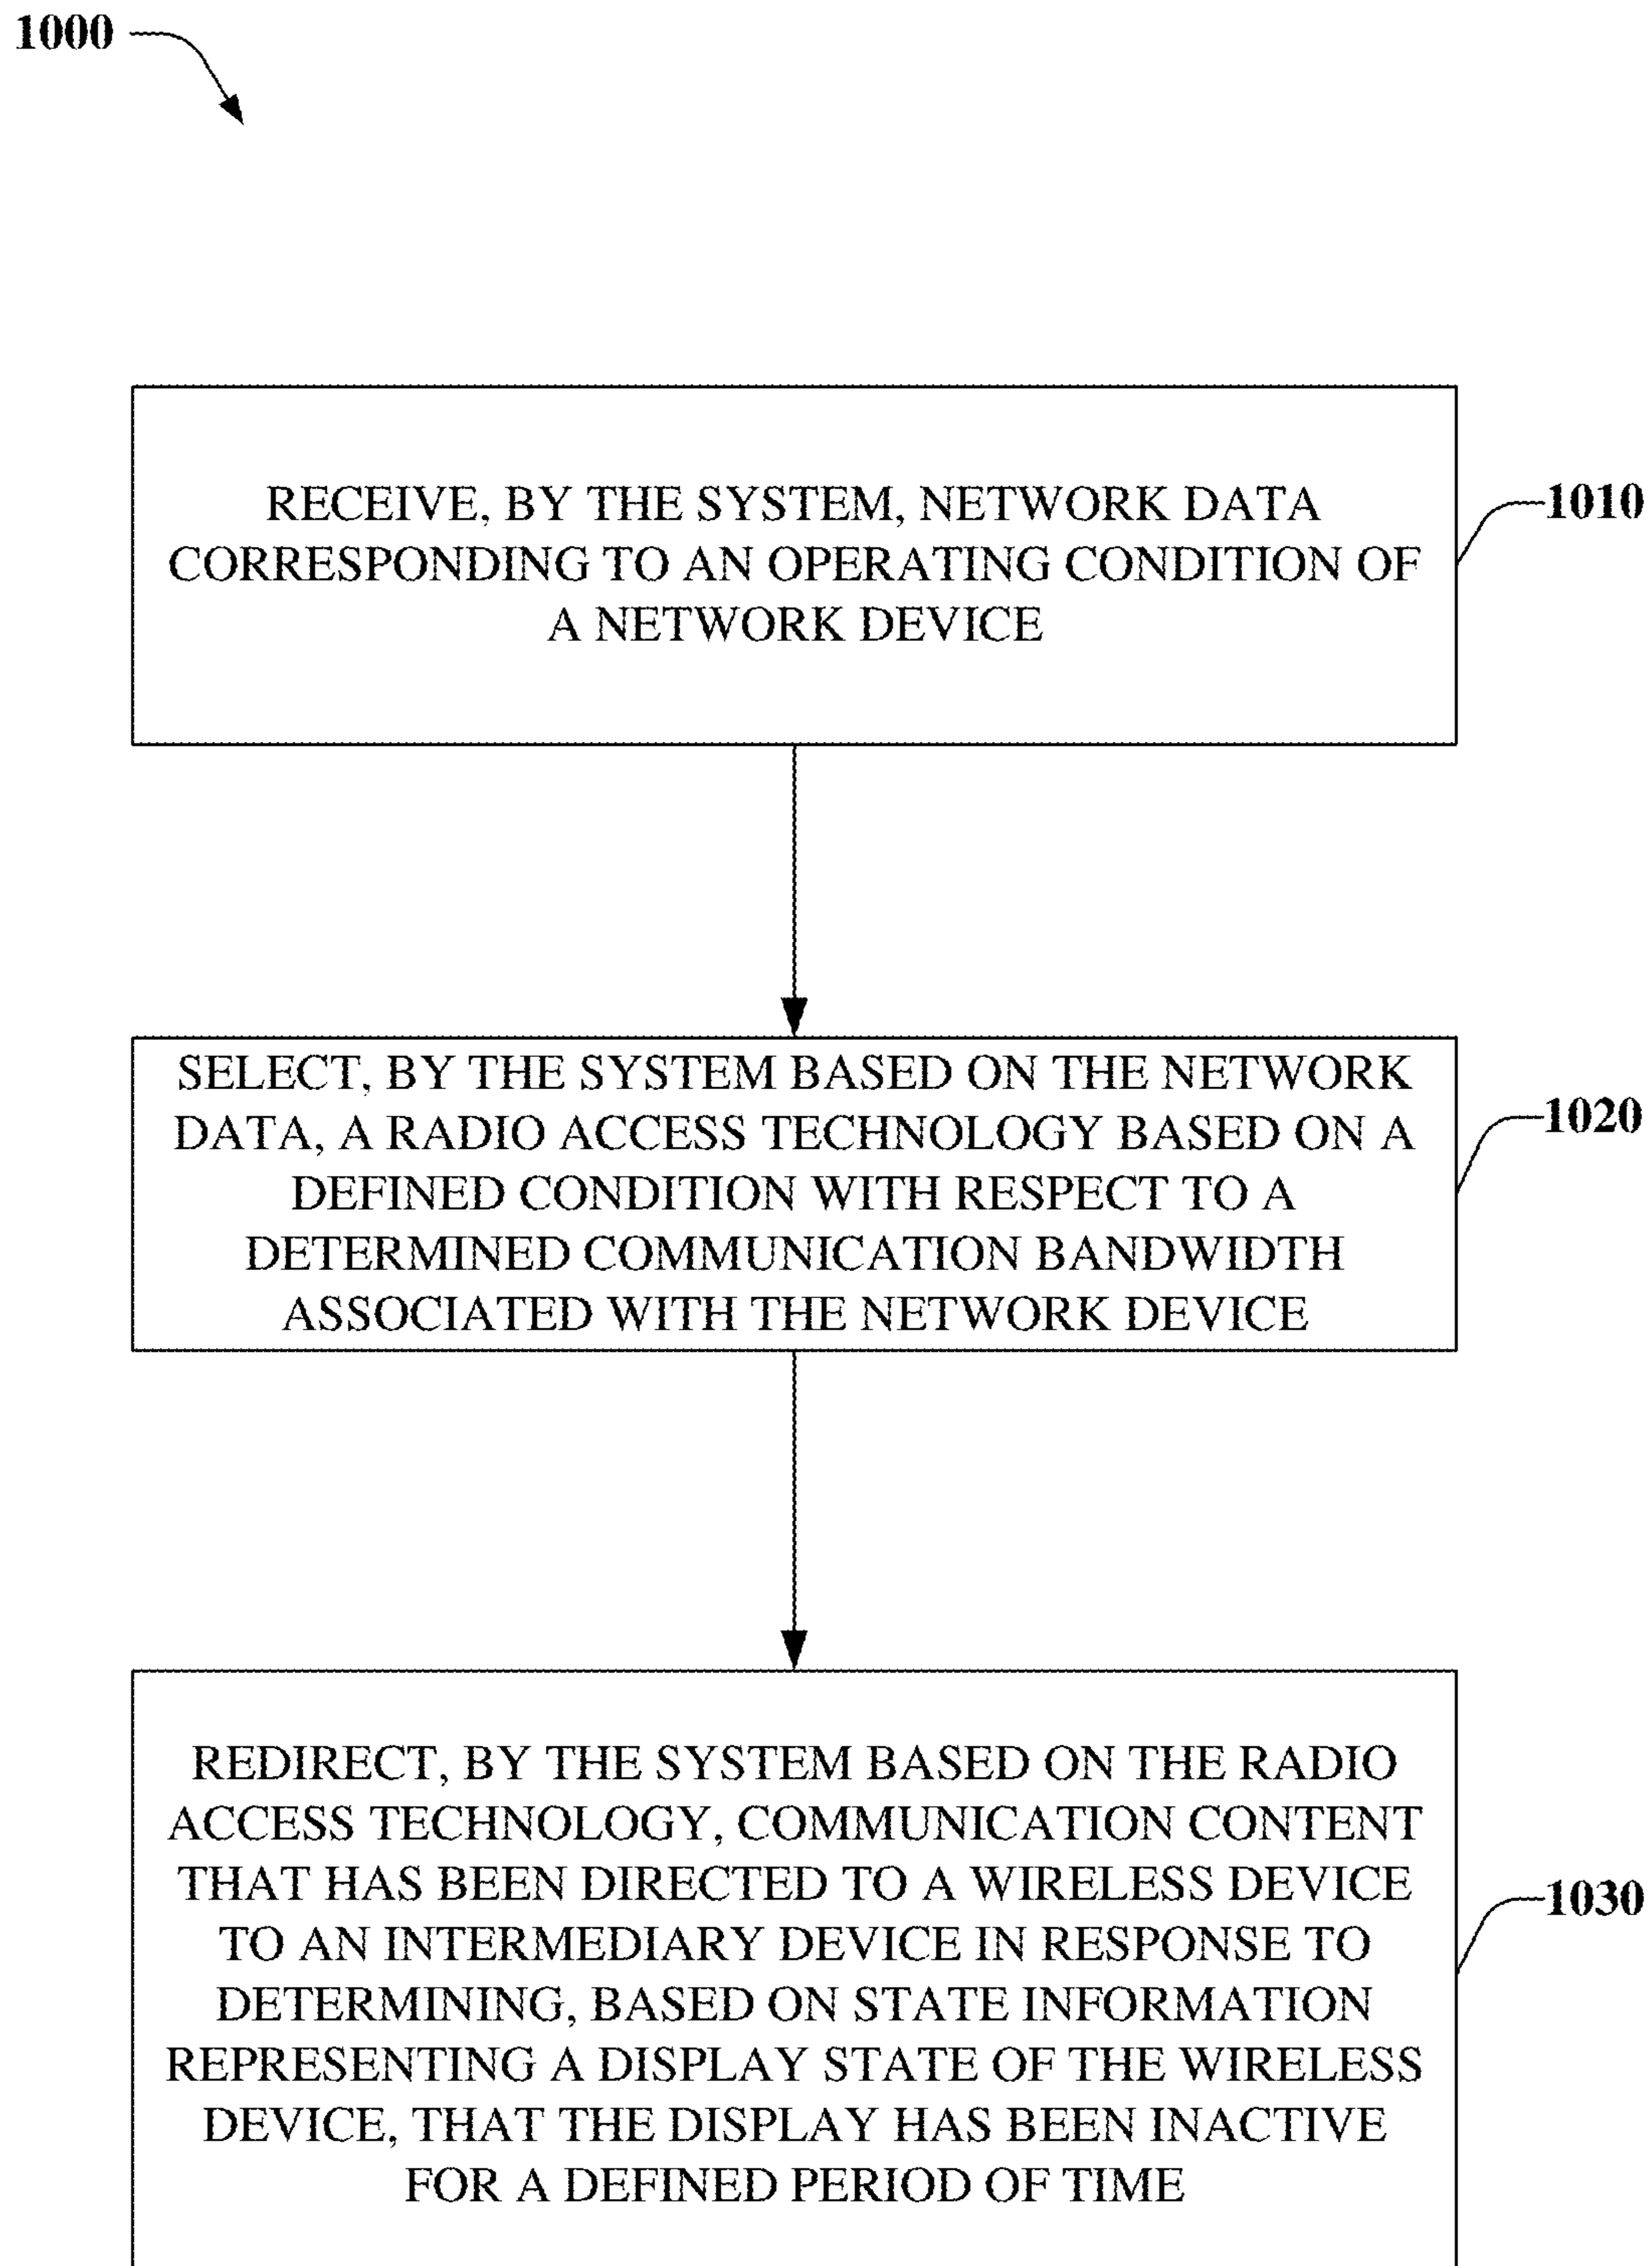 1000
RECEIVE, BY THE SYSTEM, NETWORK DATA
CORRESPONDING TO AN OPERATING CONDITION OF
A NETWORK DEVICE
1010
SELECT, BY THE SYSTEM BASED ON THE NETWORK
DATA, A RADIO ACCESS TECHNOLOGY BASED ON A
DEFINED CONDITION WITH RESPECT TO A
DETERMINED COMMUNICATION BANDWIDTH
ASSOCIATED WITH THE NETWORK DEVICE
1020
REDIRECT, BY THE SYSTEM BASED ON THE RADIO
ACCESS TECHNOLOGY, COMMUNICATION CONTENT
THAT HAS BEEN DIRECTED TO A WIRELESS DEVICE
TO AN INTERMEDIARY DEVICE IN RESPONSE TO
DETERMINING, BASED ON STATE INFORMATION
REPRESENTING A DISPLAY STATE OF THE WIRELESS
DEVICE, THAT THE DISPLAY HAS BEEN INACTIVE
FOR A DEFINED PERIOD OF TIME
1030